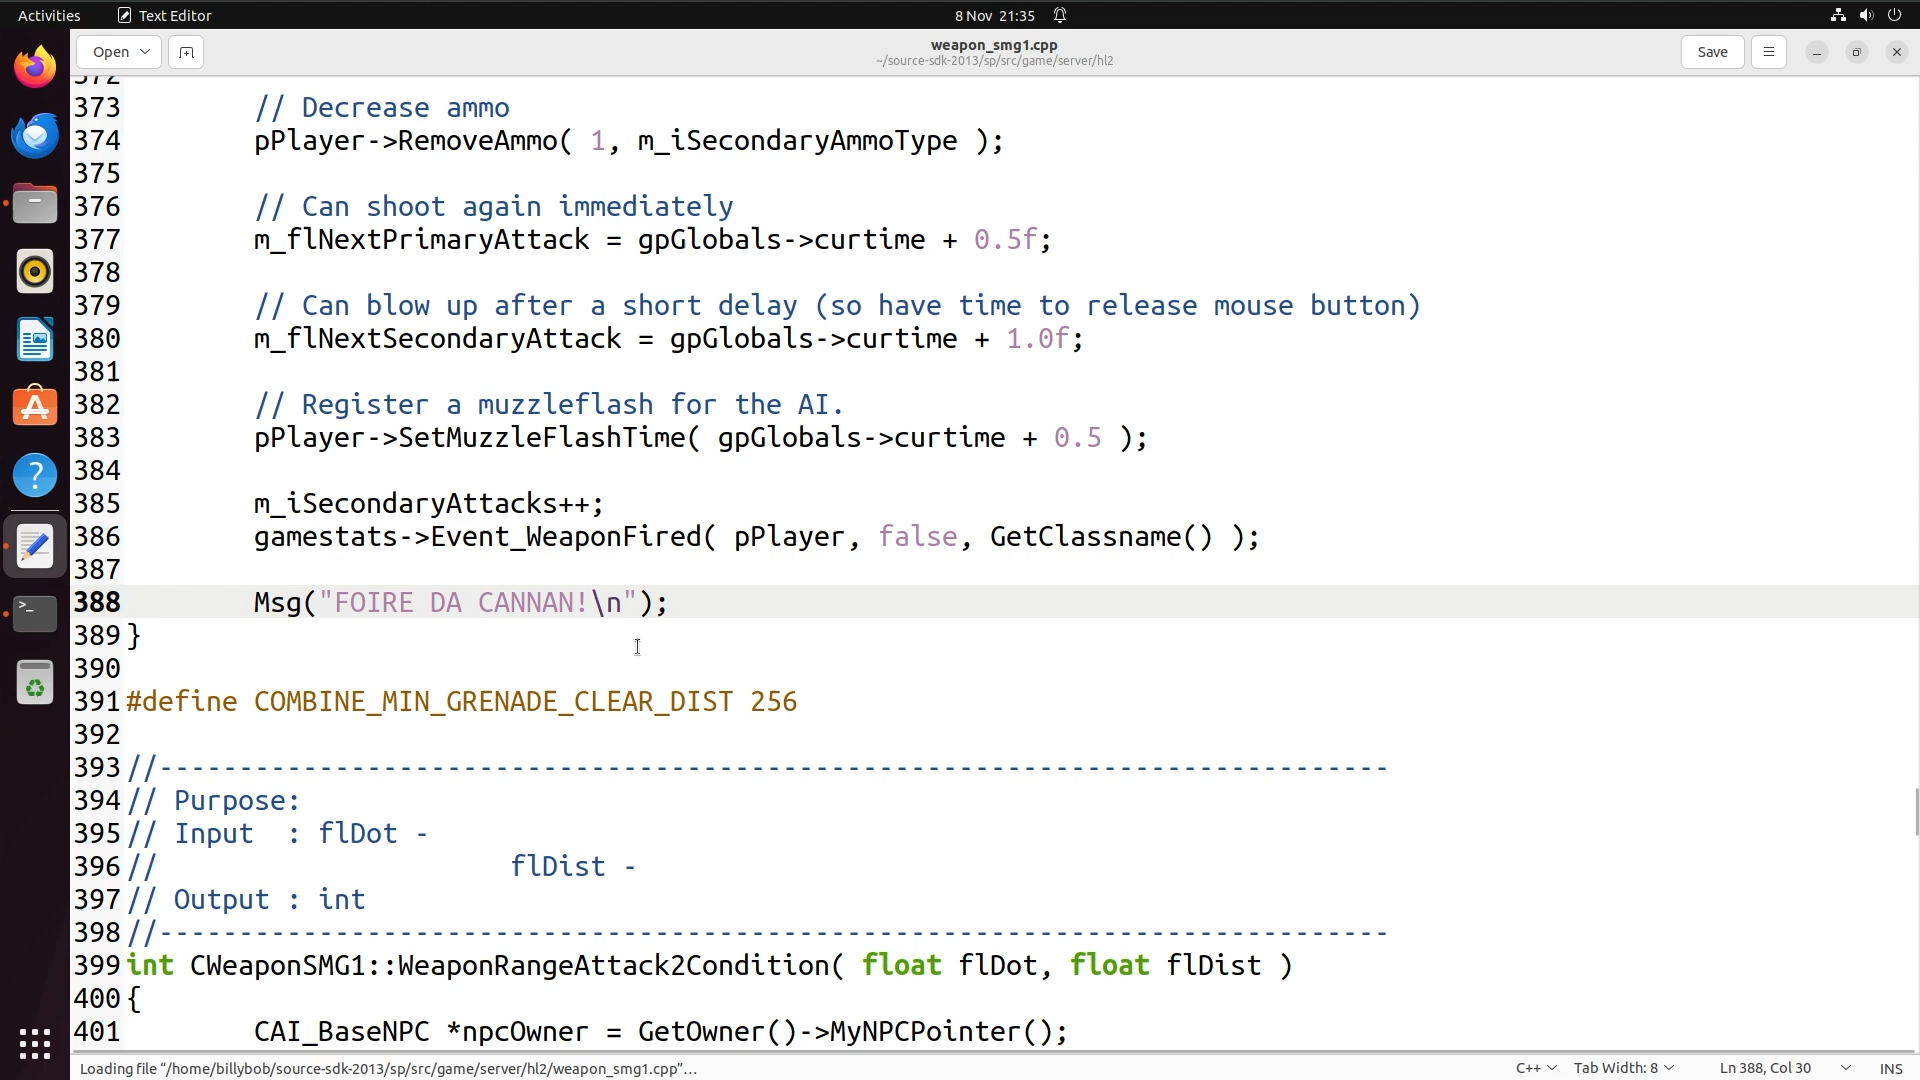 Activities Text Editor 8 Nov 21:35
Open weapon_smg1.cpp Save
~/source-sdk-2013/sp/src/game/server/hl2
372
373 // Decrease ammo
374 pPlayer->RemoveAmmo( 1, m_iSecondaryAmmoType );
375
376 // Can shoot again immediately
377 m_flNextPrimaryAttack = gpGlobals->curtime + 0.5f;
378
379 // Can blow up after a short delay (so have time to release mouse button)
380 m_flNextSecondaryAttack = gpGlobals->curtime + 1.0f;
381
382 // Register a muzzleflash for the AI.
383 pPlayer->SetMuzzleFlashTime( gpGlobals->curtime + 0.5 );
384
385 m_iSecondaryAttacks++;
386 gamestats->Event_WeaponFired( pPlayer, false, GetClassname() );
387
388 Msg("FOIRE DA CANNAN!\n");
389 }
390
391 #define COMBINE_MIN_GRENADE_CLEAR_DIST 256
392
393 //-----------------------------------------------------------------------------
394 // Purpose:
395 // Input  : flDot -
396 // flDist -
397 // Output : int
398 //-----------------------------------------------------------------------------
399 int CWeaponSMG1::WeaponRangeAttack2Condition( float flDot, float flDist )
400 {
401 CAI_BaseNPC *npcOwner = GetOwner()->MyNPCPointer();
Loading file “/home/billybob/source-sdk-2013/sp/src/game/server/hl2/weapon_smg1.cpp”… C++ Tab Width: 8 Ln 388, Col 30 INS